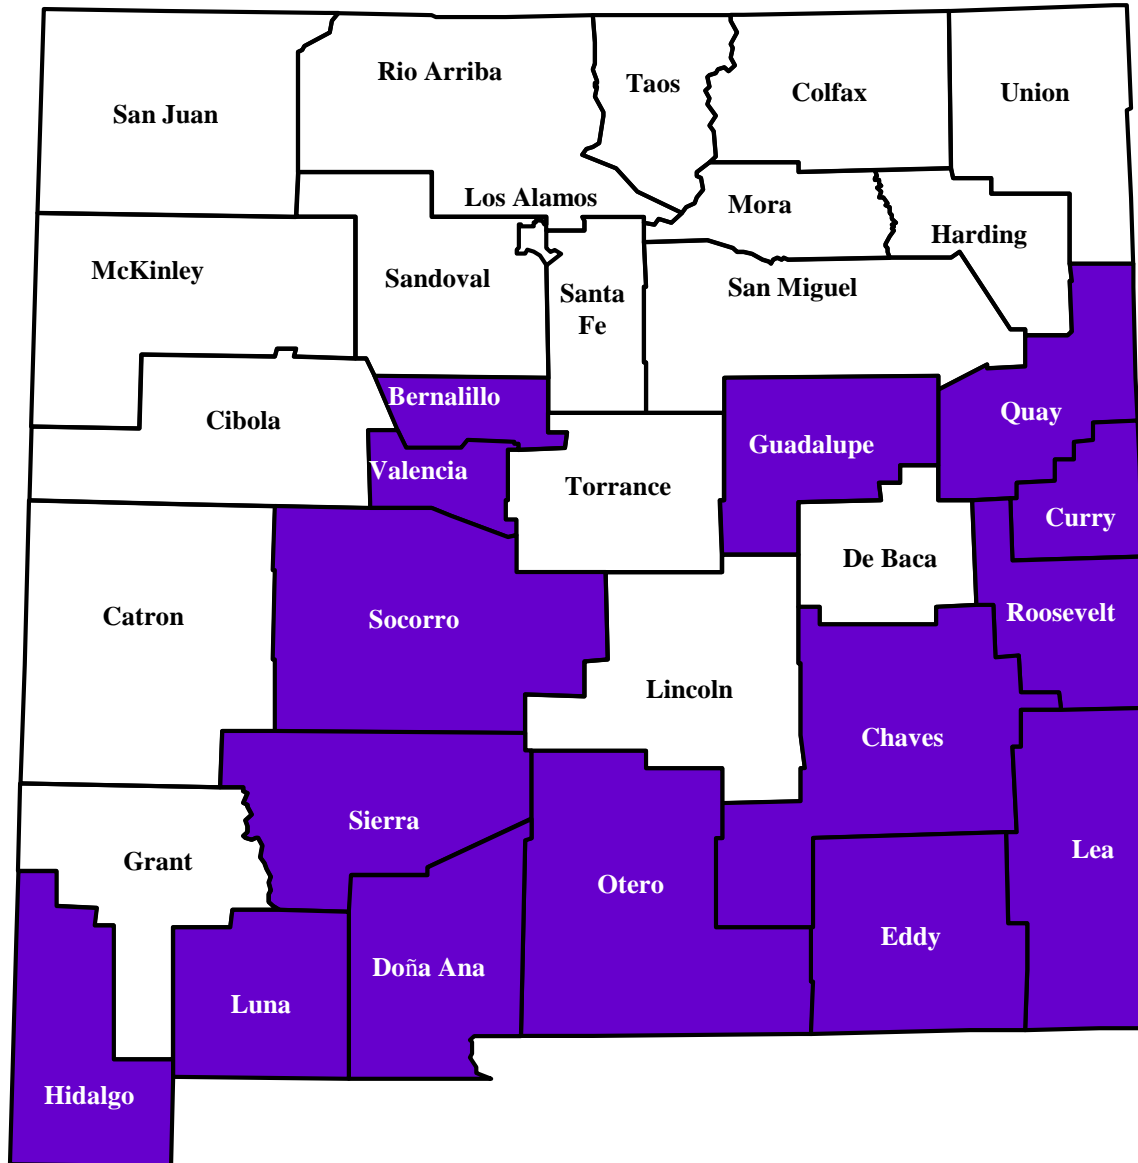 Rio Arriba
Taos
Colfax
Union
San Juan
Los Alamos
Mora
Harding
McKinley
Sandoval
Santa
Fe
San Miguel
Bernalillo
Cibola
Quay
Guadalupe
Valencia
Torrance
Curry
De Baca
Catron
Socorro
Roosevelt
Lincoln
Chaves
Sierra
Grant
Lea
Otero
Eddy
Doña Ana
Luna
Hidalgo